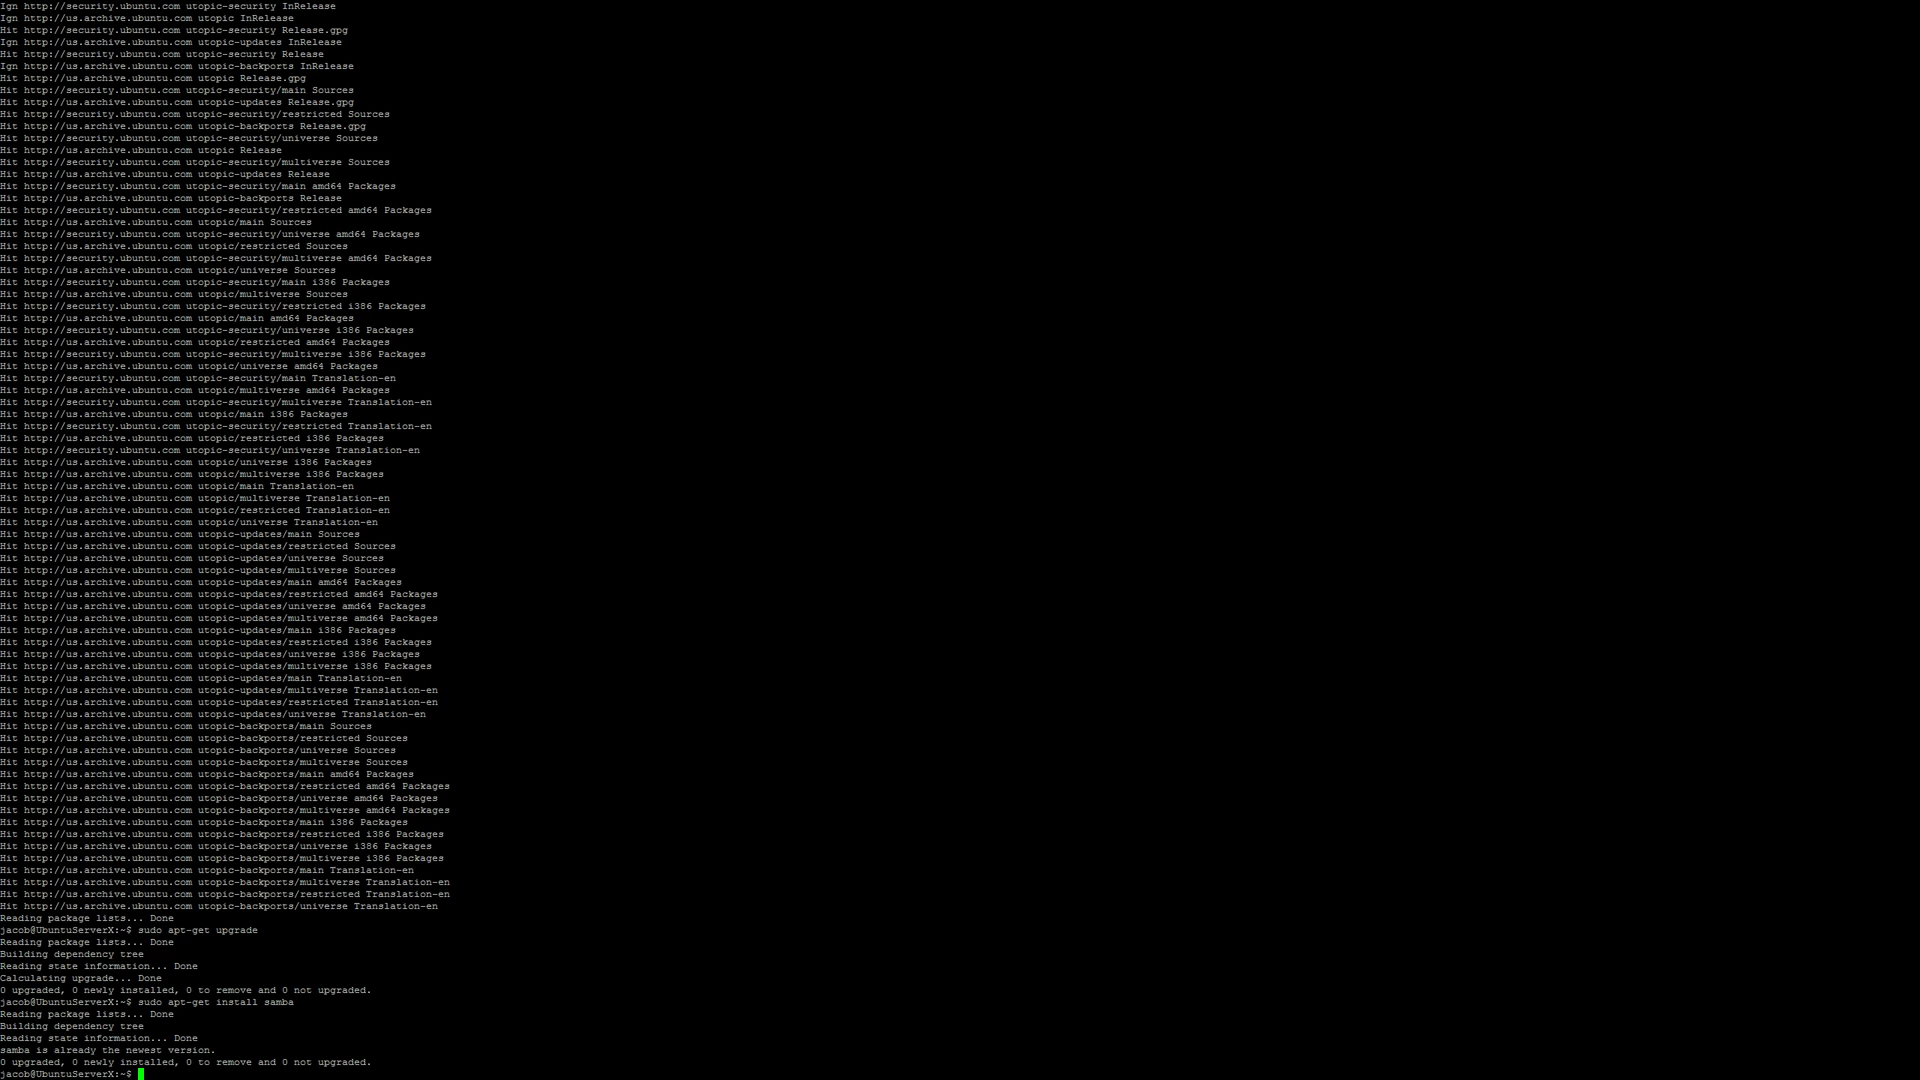 Ign http://security.ubuntu.com utopic-security InRelease
Ign http://us.archive.ubuntu.com utopic InRelease
Hit http://security.ubuntu.com utopic-security Release.gpg
Ign http://us.archive.ubuntu.com utopic-updates InRelease
Hit http://security.ubuntu.com utopic-security Release
Ign http://us.archive.ubuntu.com utopic-backports InRelease
Hit http://us.archive.ubuntu.com utopic Release.gpg
Hit http://security.ubuntu.com utopic-security/main Sources
Hit http://us.archive.ubuntu.com utopic-updates Release.gpg
Hit http://security.ubuntu.com utopic-security/restricted Sources
Hit http://us.archive.ubuntu.com utopic-backports Release.gpg
Hit http://security.ubuntu.com utopic-security/universe Sources
Hit http://us.archive.ubuntu.com utopic Release
Hit http://security.ubuntu.com utopic-security/multiverse Sources
Hit http://us.archive.ubuntu.com utopic-updates Release
Hit http://security.ubuntu.com utopic-security/main amd64 Packages
Hit http://us.archive.ubuntu.com utopic-backports Release
Hit http://security.ubuntu.com utopic-security/restricted amd64 Packages
Hit http://us.archive.ubuntu.com utopic/main Sources
Hit http://security.ubuntu.com utopic-security/universe amd64 Packages
Hit http://us.archive.ubuntu.com utopic/restricted Sources
Hit http://security.ubuntu.com utopic-security/multiverse amd64 Packages
Hit http://us.archive.ubuntu.com utopic/universe Sources
Hit http://security.ubuntu.com utopic-security/main i386 Packages
Hit http://us.archive.ubuntu.com utopic/multiverse Sources
Hit http://security.ubuntu.com utopic-security/restricted i386 Packages
Hit http://us.archive.ubuntu.com utopic/main amd64 Packages
Hit http://security.ubuntu.com utopic-security/universe i386 Packages
Hit http://us.archive.ubuntu.com utopic/restricted amd64 Packages
Hit http://security.ubuntu.com utopic-security/multiverse i386 Packages
Hit http://us.archive.ubuntu.com utopic/universe amd64 Packages
Hit http://security.ubuntu.com utopic-security/main Translation-en
Hit http://us.archive.ubuntu.com utopic/multiverse amd64 Packages
Hit http://security.ubuntu.com utopic-security/multiverse Translation-en
Hit http://us.archive.ubuntu.com utopic/main i386 Packages
Hit http://security.ubuntu.com utopic-security/restricted Translation-en
Hit http://us.archive.ubuntu.com utopic/restricted i386 Packages
Hit http://security.ubuntu.com utopic-security/universe Translation-en
Hit http://us.archive.ubuntu.com utopic/universe i386 Packages
Hit http://us.archive.ubuntu.com utopic/multiverse i386 Packages
Hit http://us.archive.ubuntu.com utopic/main Translation-en
Hit http://us.archive.ubuntu.com utopic/multiverse Translation-en
Hit http://us.archive.ubuntu.com utopic/restricted Translation-en
Hit http://us.archive.ubuntu.com utopic/universe Translation-en
Hit http://us.archive.ubuntu.com utopic-updates/main Sources
Hit http://us.archive.ubuntu.com utopic-updates/restricted Sources
Hit http://us.archive.ubuntu.com utopic-updates/universe Sources
Hit http://us.archive.ubuntu.com utopic-updates/multiverse Sources
Hit http://us.archive.ubuntu.com utopic-updates/main amd64 Packages
Hit http://us.archive.ubuntu.com utopic-updates/restricted amd64 Packages
Hit http://us.archive.ubuntu.com utopic-updates/universe amd64 Packages
Hit http://us.archive.ubuntu.com utopic-updates/multiverse amd64 Packages
Hit http://us.archive.ubuntu.com utopic-updates/main i386 Packages
Hit http://us.archive.ubuntu.com utopic-updates/restricted i386 Packages
Hit http://us.archive.ubuntu.com utopic-updates/universe i386 Packages
Hit http://us.archive.ubuntu.com utopic-updates/multiverse i386 Packages
Hit http://us.archive.ubuntu.com utopic-updates/main Translation-en
Hit http://us.archive.ubuntu.com utopic-updates/multiverse Translation-en
Hit http://us.archive.ubuntu.com utopic-updates/restricted Translation-en
Hit http://us.archive.ubuntu.com utopic-updates/universe Translation-en
Hit http://us.archive.ubuntu.com utopic-backports/main Sources
Hit http://us.archive.ubuntu.com utopic-backports/restricted Sources
Hit http://us.archive.ubuntu.com utopic-backports/universe Sources
Hit http://us.archive.ubuntu.com utopic-backports/multiverse Sources
Hit http://us.archive.ubuntu.com utopic-backports/main amd64 Packages
Hit http://us.archive.ubuntu.com utopic-backports/restricted amd64 Packages
Hit http://us.archive.ubuntu.com utopic-backports/universe amd64 Packages
Hit http://us.archive.ubuntu.com utopic-backports/multiverse amd64 Packages
Hit http://us.archive.ubuntu.com utopic-backports/main i386 Packages
Hit http://us.archive.ubuntu.com utopic-backports/restricted i386 Packages
Hit http://us.archive.ubuntu.com utopic-backports/universe i386 Packages
Hit http://us.archive.ubuntu.com utopic-backports/multiverse i386 Packages
Hit http://us.archive.ubuntu.com utopic-backports/main Translation-en
Hit http://us.archive.ubuntu.com utopic-backports/multiverse Translation-en
Hit http://us.archive.ubuntu.com utopic-backports/restricted Translation-en
Hit http://us.archive.ubuntu.com utopic-backports/universe Translation-en
Reading package lists... Done
jacob@UbuntuServerX:~$ sudo apt-get upgrade
Reading package lists... Done
Building dependency tree
Reading state information... Done
Calculating upgrade... Done
0 upgraded, 0 newly installed, 0 to remove and 0 not upgraded.
jacob@UbuntuServerX:~$ sudo apt-get install samba
Reading package lists... Done
Building dependency tree
Reading state information... Done
samba is already the newest version.
0 upgraded, 0 newly installed, 0 to remove and 0 not upgraded.
jacob@UbuntuServerX:~$